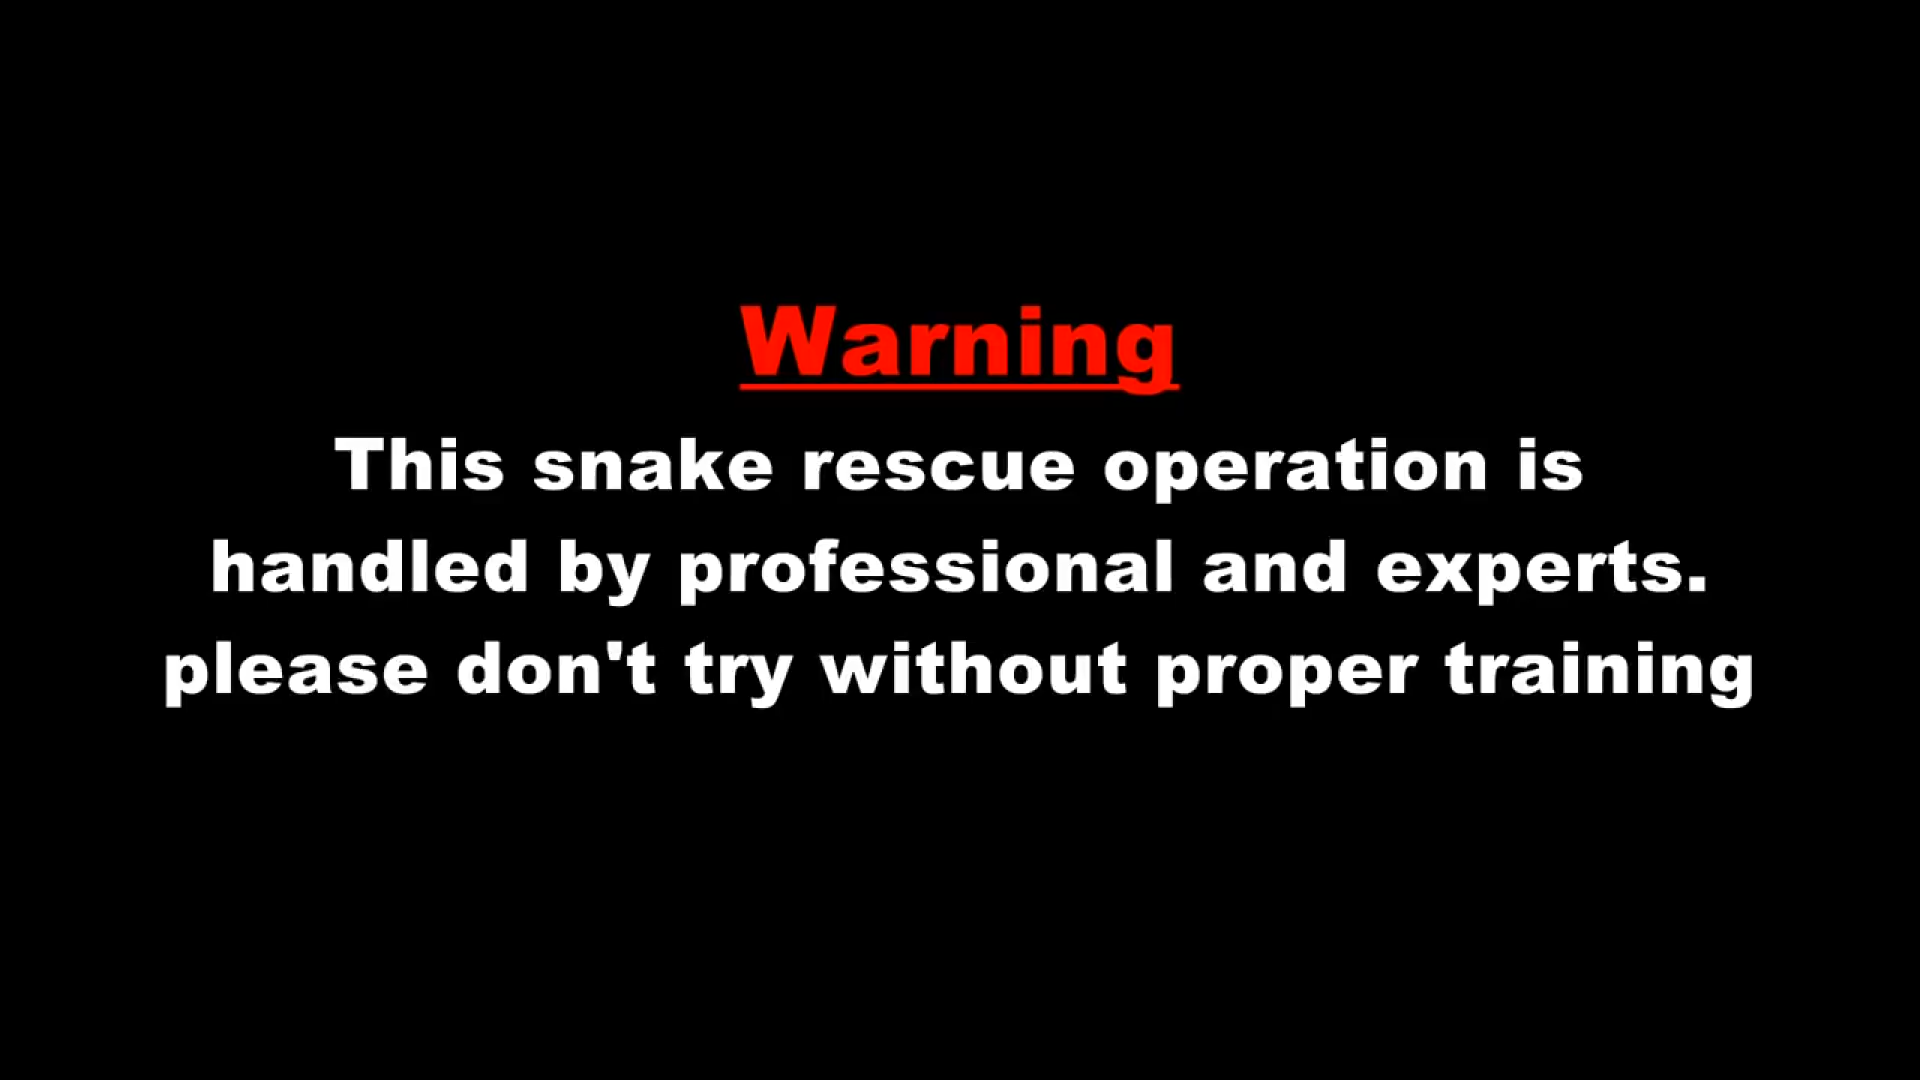 Warning
This snake rescue operation is
handled by professional and experts.
please don't try without proper training